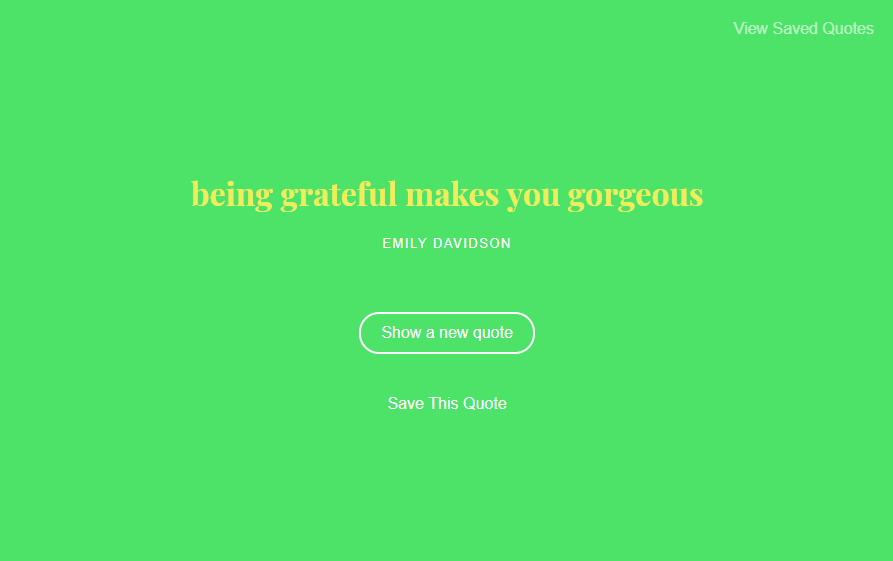 View Saved Quotes
being grateful makes you gorgeous
EMILY DAVIDSON
Show a new quote
Save This Quote